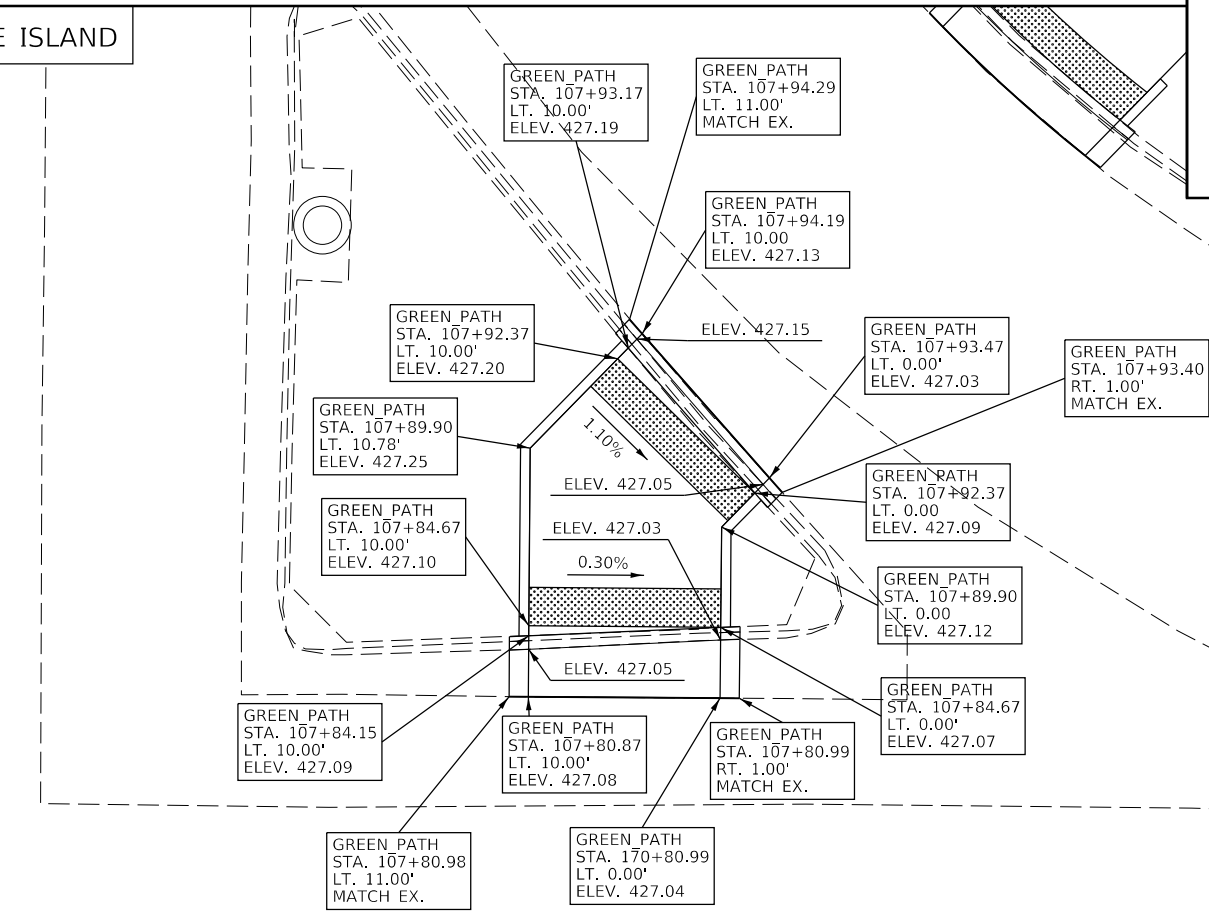 E ISLAND
GREEN_PATH
STA. 107+93.17
LT. 10.00'
ELEV. 427.19
GREEN_PATH
STA. 107+94.29
LT. 11.00'
MATCH EX.
GREEN_PATH
STA. 107+94.19
LT. 10.00
ELEV. 427.13
GREEN_PATH
STA. 107+92.37
LT. 10.00'
ELEV. 427.20
ELEV. 427.15
GREEN_PATH
STA. 107+93.47
LT. 0.00'
ELEV. 427.03
GREEN_PATH
STA. 107+93.40
RT. 1.00'
MATCH EX.
GREEN_PATH
STA. 107+89.90
LT. 10.78'
ELEV. 427.25
1.10%
ELEV. 427.05
GREEN_PATH
STA. 107+92.37
LT. 0.00
ELEV. 427.09
GREEN_PATH
STA. 107+84.67
LT. 10.00'
ELEV. 427.10
ELEV. 427.03
0.30%
GREEN_PATH
STA. 107+89.90
LT. 0.00
ELEV. 427.12
ELEV. 427.05
GREEN_PATH
STA. 107+84.67
LT. 0.00'
ELEV. 427.07
GREEN_PATH
STA. 107+84.15
LT. 10.00'
ELEV. 427.09
GREEN_PATH
STA. 107+80.87
LT. 10.00'
ELEV. 427.08
GREEN_PATH
STA. 107+80.99
RT. 1.00'
MATCH EX.
GREEN_PATH
STA. 107+80.98
LT. 11.00'
MATCH EX.
GREEN_PATH
STA. 170+80.99
LT. 0.00'
ELEV. 427.04